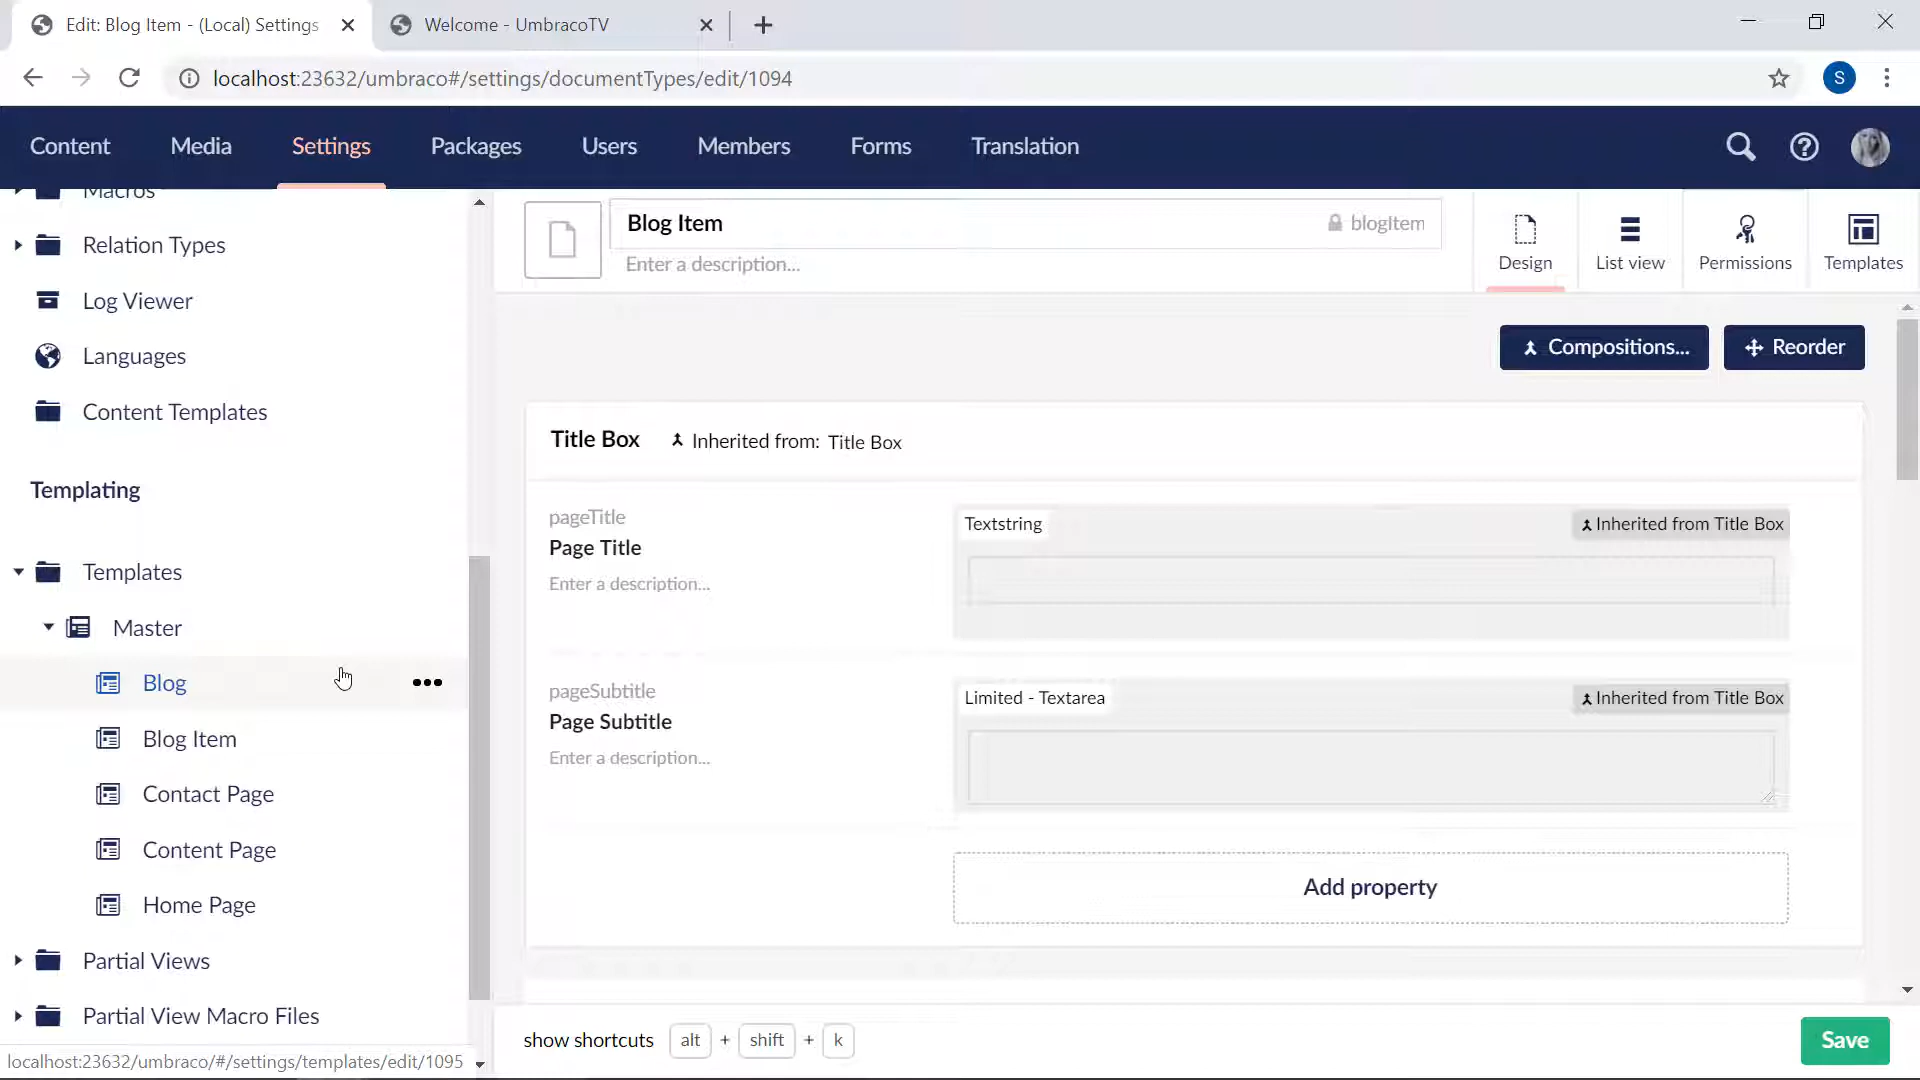 Edit: Blog Item - (Local) Settings
Welcome - UmbracoTV
localhost:23632/umbraco#/settings/documentTypes/edit/1094
S
Content Media Settings Packages Users Members Forms Translation
Macros
Relation Types
Log Viewer
Languages
Content Templates
Templating
Templates
Master
Blog
Blog Item
Contact Page
Content Page
Home Page
Partial Views
Partial View Macro Files
localhost:23632/umbraco/#/settings/templates/edit/1095
Blog Item
blogItem
Enter a description...
Design
List view
Permissions
Templates
Compositions...
Reorder
Title Box
Inherited from: Title Box
pageTitle
Page Title
Enter a description...
Textstring
Inherited from Title Box
pageSubtitle
Page Subtitle
Enter a description...
Limited - Textarea
Inherited from Title Box
Add property
show shortcuts alt + shift + k
Save